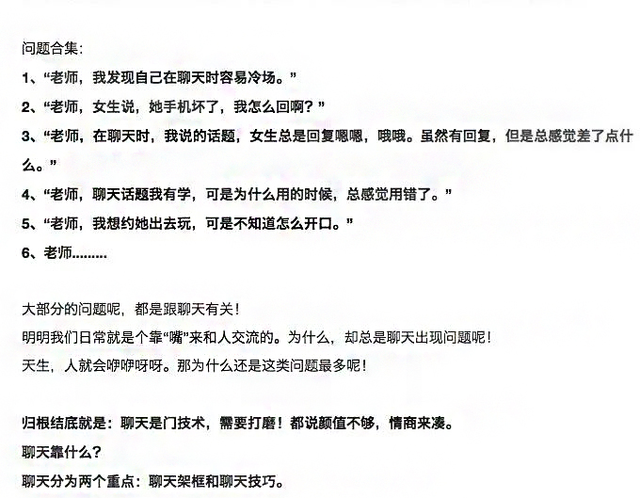 问题合集：
1、“老师，我发现自己在聊天时容易冷场。”
2、“老师，女生说，她手机坏了，我怎么回啊？”
3、“老师，在聊天时，我说的话题，女生总是回复嗯嗯，哦哦。虽然有回复，但是总感觉差了点什
么。”
4、“老师，聊天话题我有学，可是为什么用的时候，总感觉用错了。”
5、“老师，我想约她出去玩，可是不知道怎么开口。”
6、老师.........
大部分的问题呢，都是跟聊天有关！
明明我们日常就是个靠“嘴”来和人交流的。为什么，却总是聊天出现问题呢！
天生，人就会咿咿呀呀。那为什么还是这类问题最多呢！
归根结底就是：聊天是门技术，需要打磨！都说颜值不够，情商来凑。
聊天靠什么？
聊天分为两个重点：聊天架框和聊天技巧。